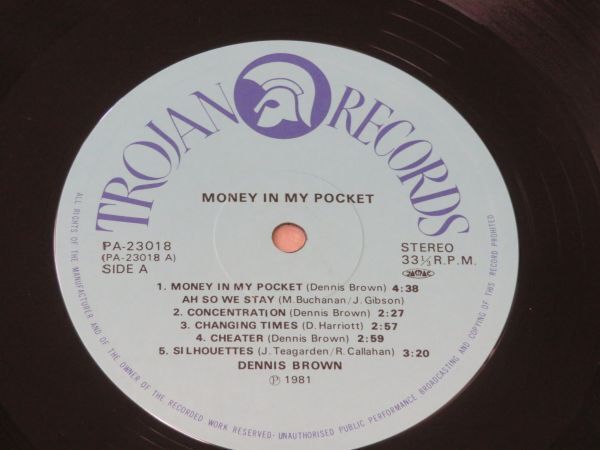 TROJAN RECORDS
MONEY IN MY POCKET
PA-23018
(PA-23018 A)
SIDE A
STEREO
33⅓ R.P.M.
1. MONEY IN MY POCKET (Dennis Brown) 4:38
AH SO WE STAY (M. Buchanan/J. Gibson)
2. CONCENTRATION (Dennis Brown) 2:27
3. CHANGING TIMES (D. Harriott) 2:57
4. CHEATER (Dennis Brown) 2:59
5. SILHOUETTES (J. Teagarden/R. Callahan) 3:20
DENNIS BROWN
Ⓟ 1981
ALL RIGHTS OF THE MANUFACTURER AND OF THE OWNER OF THE RECORDED WORK RESERVED - UNAUTHORISED PUBLIC PERFORMANCE BROADCASTING AND COPYING OF THIS RECORD PROHIBITED